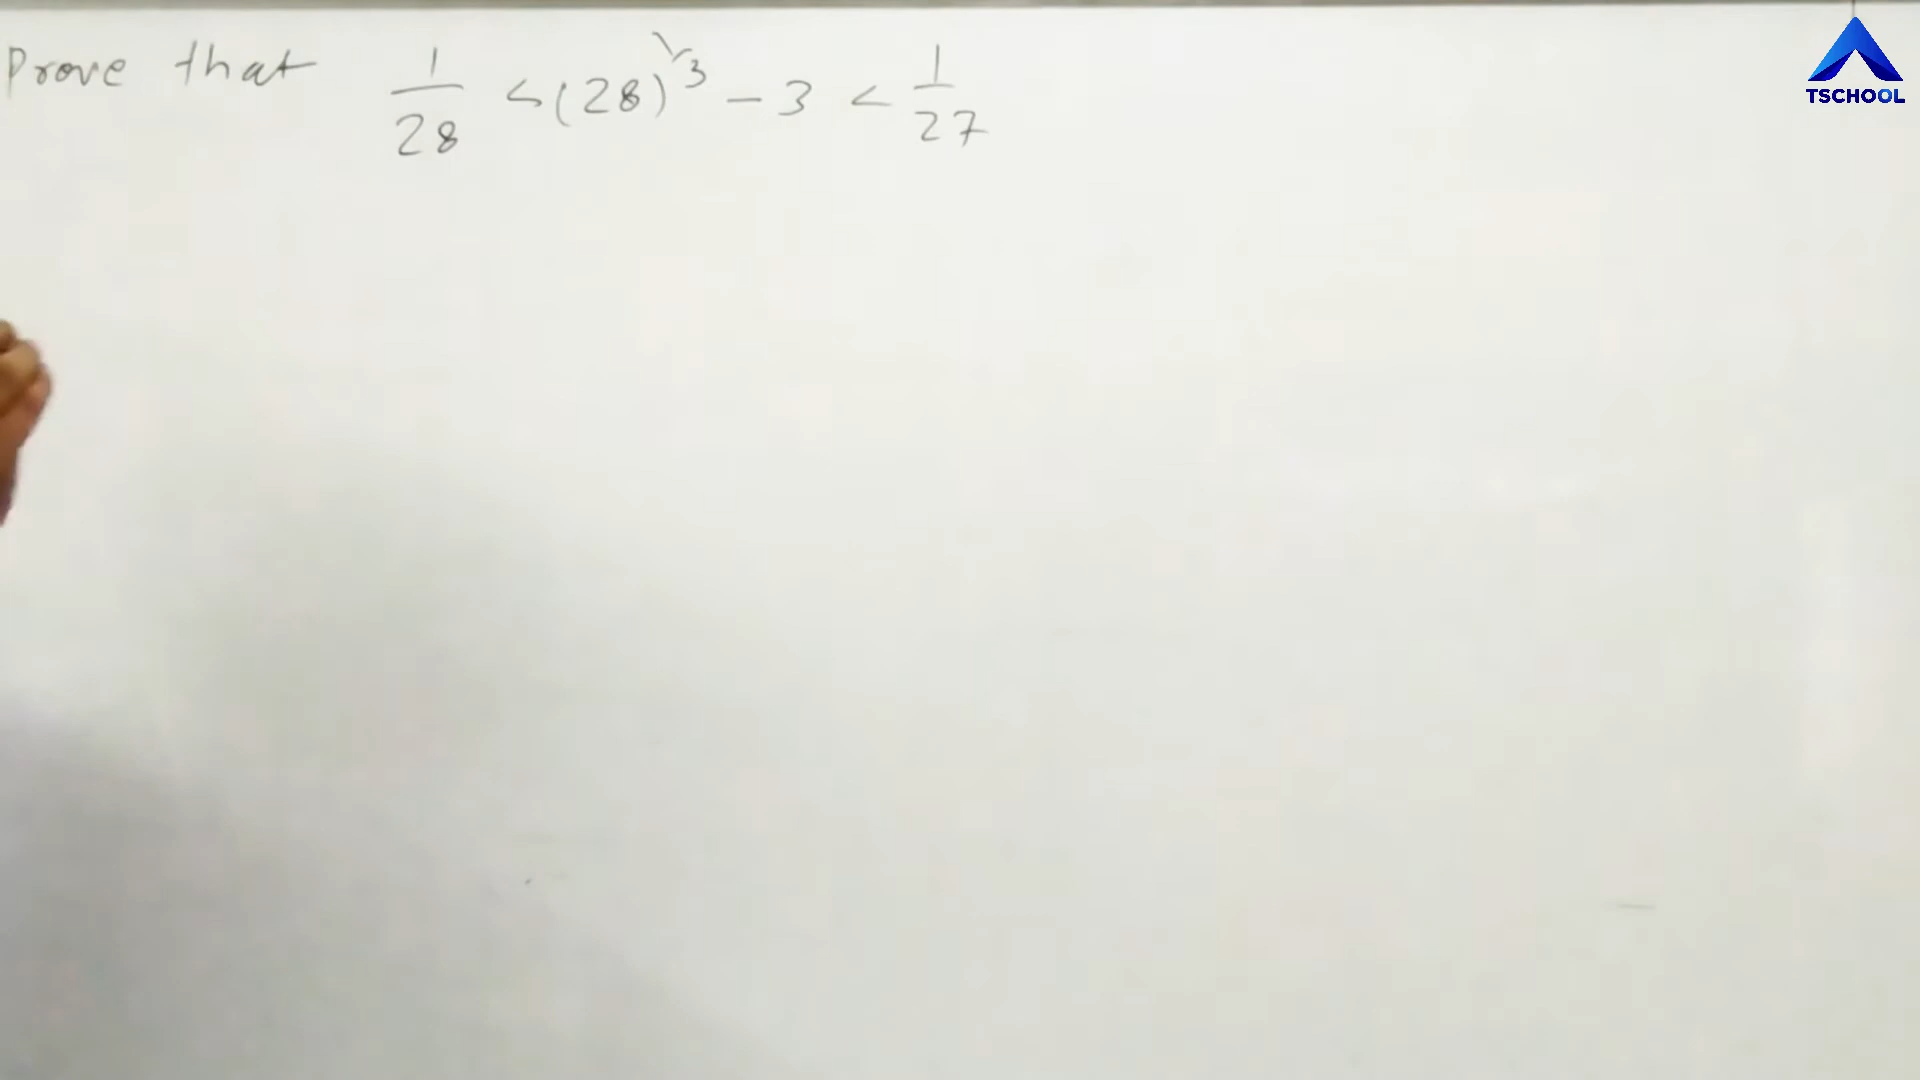 Prove that 1/28 < (28)^1/3 - 3 < 1/27
TSCHOOL